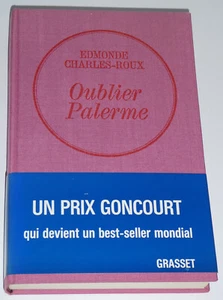 EDMONDE
CHARLES-ROUX
Oublier
Palerme
UN PRIX GONCOURT
qui devient un best-seller mondial
GRASSET